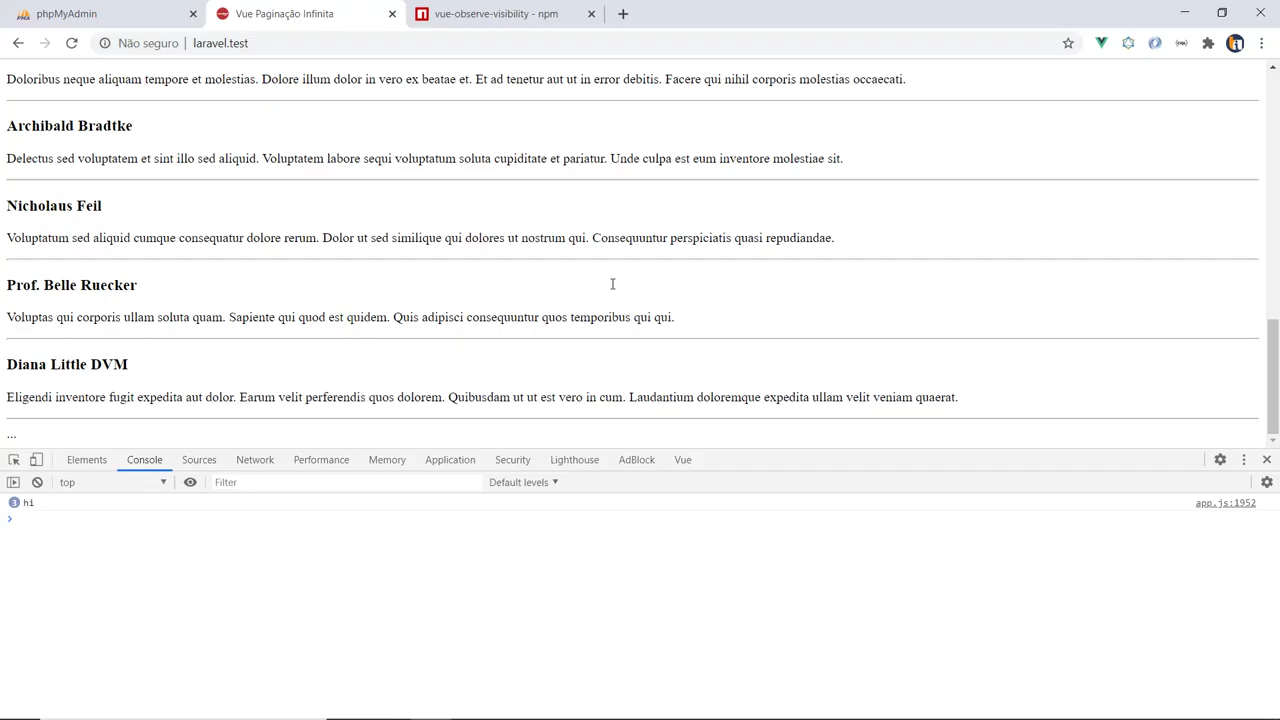 phpMyAdmin
Vue Paginação Infinita
vue-observe-visibility - npm
Não seguro
laravel.test
Doloribus neque aliquam tempore et molestias. Dolore illum dolor in vero ex beatae et. Et ad tenetur aut ut in error debitis. Facere qui nihil corporis molestias occaecati.
Archibald Bradtke
Delectus sed voluptatem et sint illo sed aliquid. Voluptatem labore sequi voluptatum soluta cupiditate et pariatur. Unde culpa est eum inventore molestiae sit.
Nicholaus Feil
Voluptatum sed aliquid cumque consequatur dolore rerum. Dolor ut sed similique qui dolores ut nostrum qui. Consequuntur perspiciatis quasi repudiandae.
Prof. Belle Ruecker
Voluptas qui corporis ullam soluta quam. Sapiente qui quod est quidem. Quis adipisci consequuntur quos temporibus qui qui.
Diana Little DVM
Eligendi inventore fugit expedita aut dolor. Earum velit perferendis quos dolorem. Quibusdam ut ut est vero in cum. Laudantium doloremque expedita ullam velit veniam quaerat.
...
Elements Console Sources Network Performance Memory Application Security Lighthouse AdBlock Vue
top Filter Default levels
3 hi app.js:1952